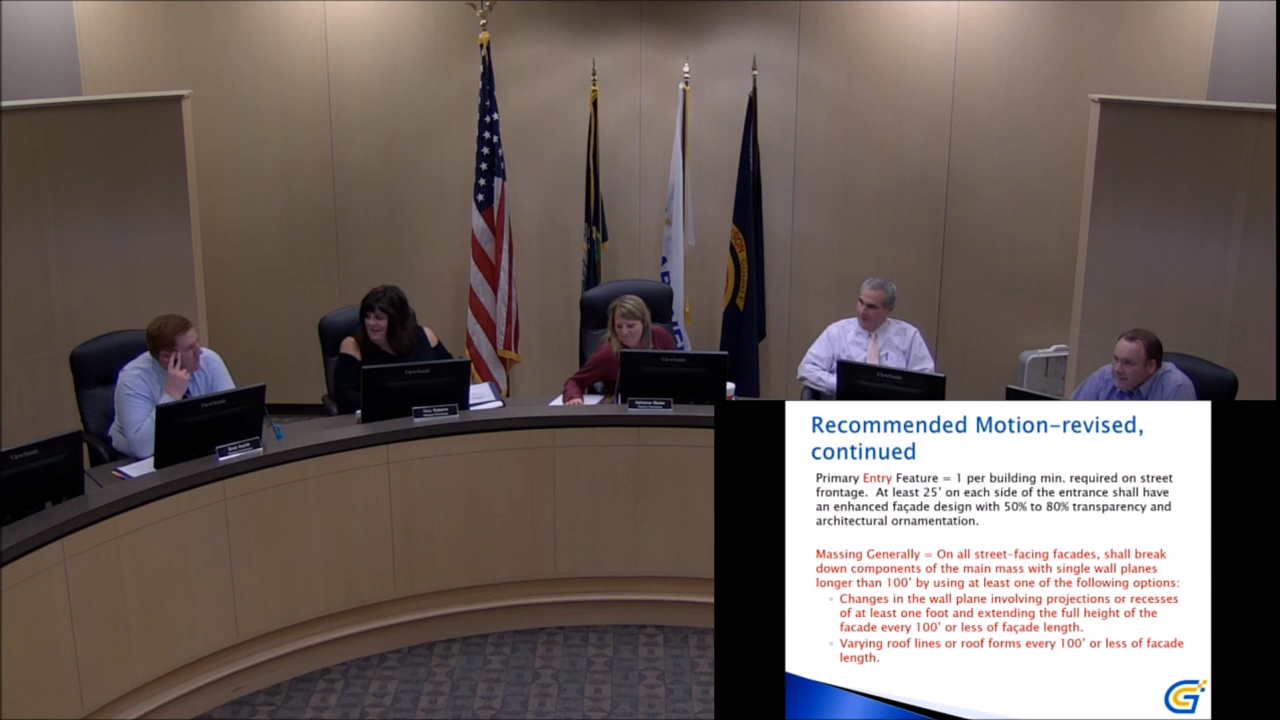 ViewSonic
ViewSonic
ViewSonic
ViewSonic
ViewSonic
Recommended Motion-revised,
continued
Primary Entry Feature = 1 per building min. required on street
frontage. At least 25' on each side of the entrance shall have
an enhanced façade design with 50% to 80% transparency and
architectural ornamentation.
Massing Generally = On all street-facing facades, shall break
down components of the main mass with single wall planes
longer than 100' by using at least one of the following options:
Changes in the wall plane involving projections or recesses
of at least one foot and extending the full height of the
facade every 100' or less of façade length.
Varying roof lines or roof forms every 100' or less of facade
length.
G